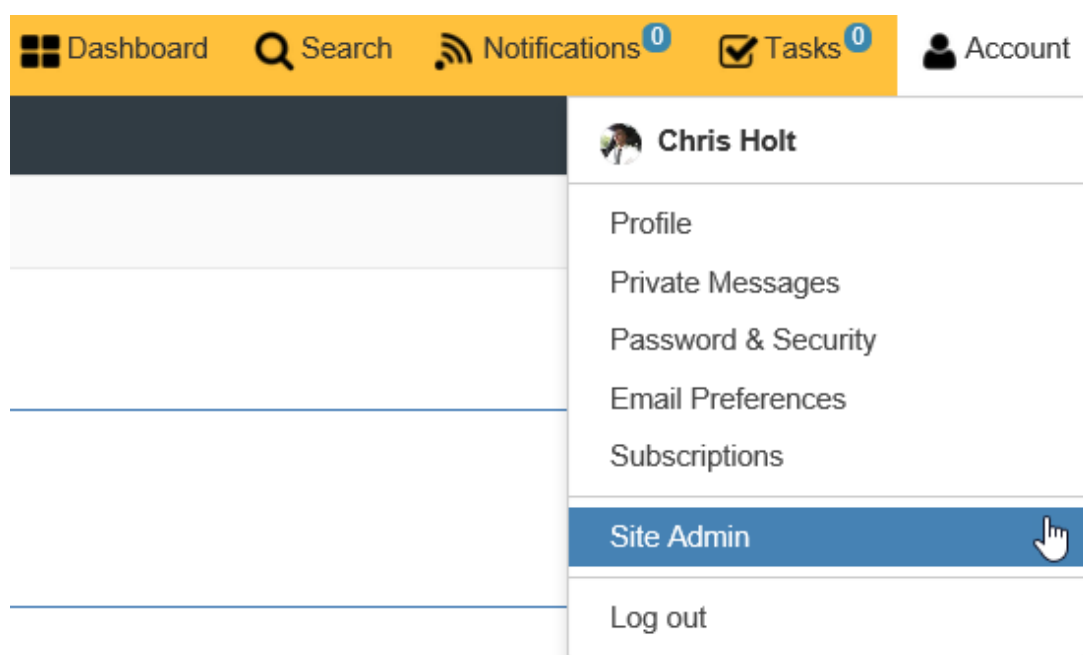 Dashboard Search Notifications 0 Tasks 0 Account
Chris Holt
Profile
Private Messages
Password & Security
Email Preferences
Subscriptions
Site Admin
Log out